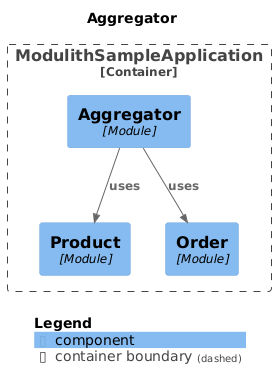 Aggregator
ModulithSampleApplication
[Container]
Aggregator
[Module]
uses
uses
Product
[Module]
Order
[Module]
Legend
component
container boundary (dashed)